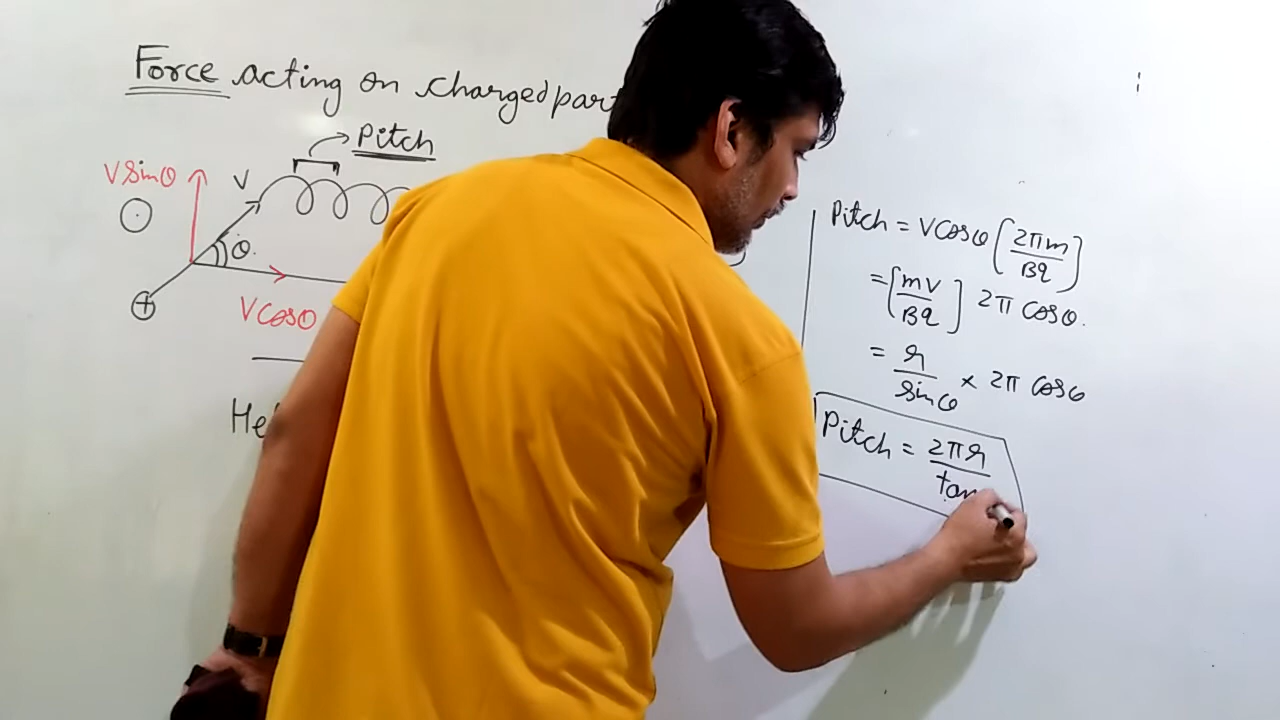 Force acting on charged part
Pitch
V sinθ
V
θ
+
V cosθ
He
Pitch = V cosθ (2πm / Bq)
= [mv / Bq] 2π cosθ.
= r / sinθ × 2π cosθ
Pitch = 2πr / tan